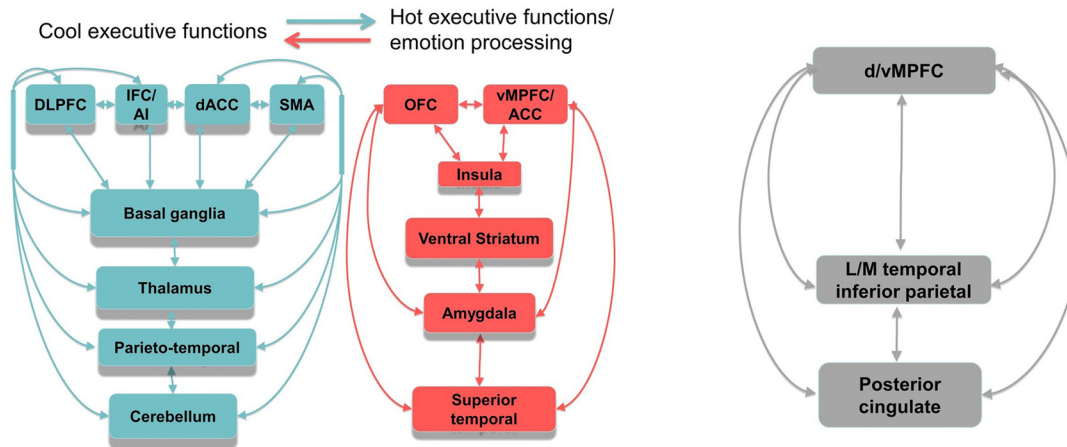 Cool executive functions
Hot executive functions/
emotion processing
DLPFC
IFC/
AI
dACC
SMA
Basal ganglia
Thalamus
Parieto-temporal
Cerebellum
OFC
vMPFC/
ACC
Insula
Ventral Striatum
Amygdala
Superior
temporal
d/vMPFC
L/M temporal
inferior parietal
Posterior
cingulate